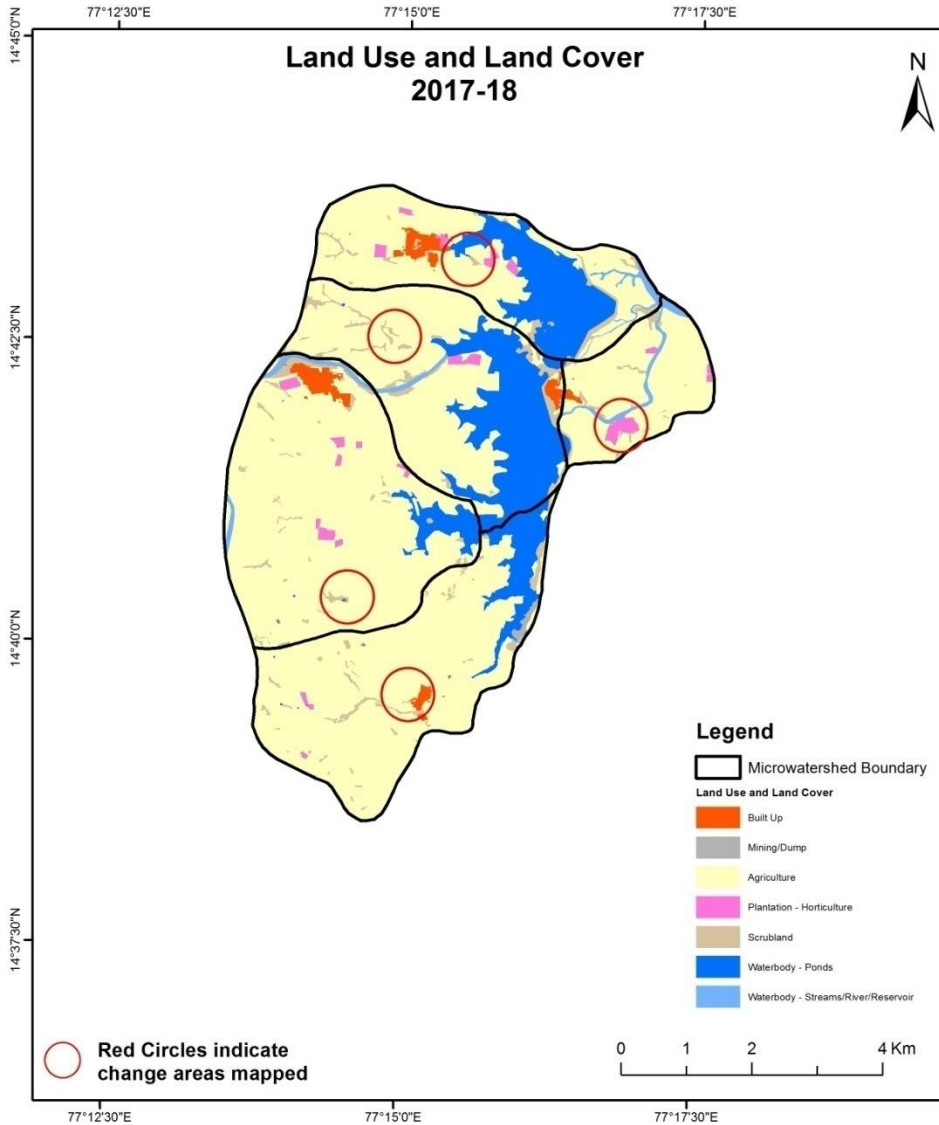 77°12'30"E
77°15'0"E
77°17'30"E
14°45'0"N
Land Use and Land Cover
2017-18
N
14°42'30"N
14°40'0"N
14°37'30"N
Legend
Microwatershed Boundary
Land Use and Land Cover
Built Up
Mining/Dump
Agriculture
Plantation - Horticulture
Scrubland
Waterbody - Ponds
Waterbody - Streams/River/Reservoir
Red Circles indicate
change areas mapped
0 1 2 4 Km
77°12'30"E
77°15'0"E
77°17'30"E